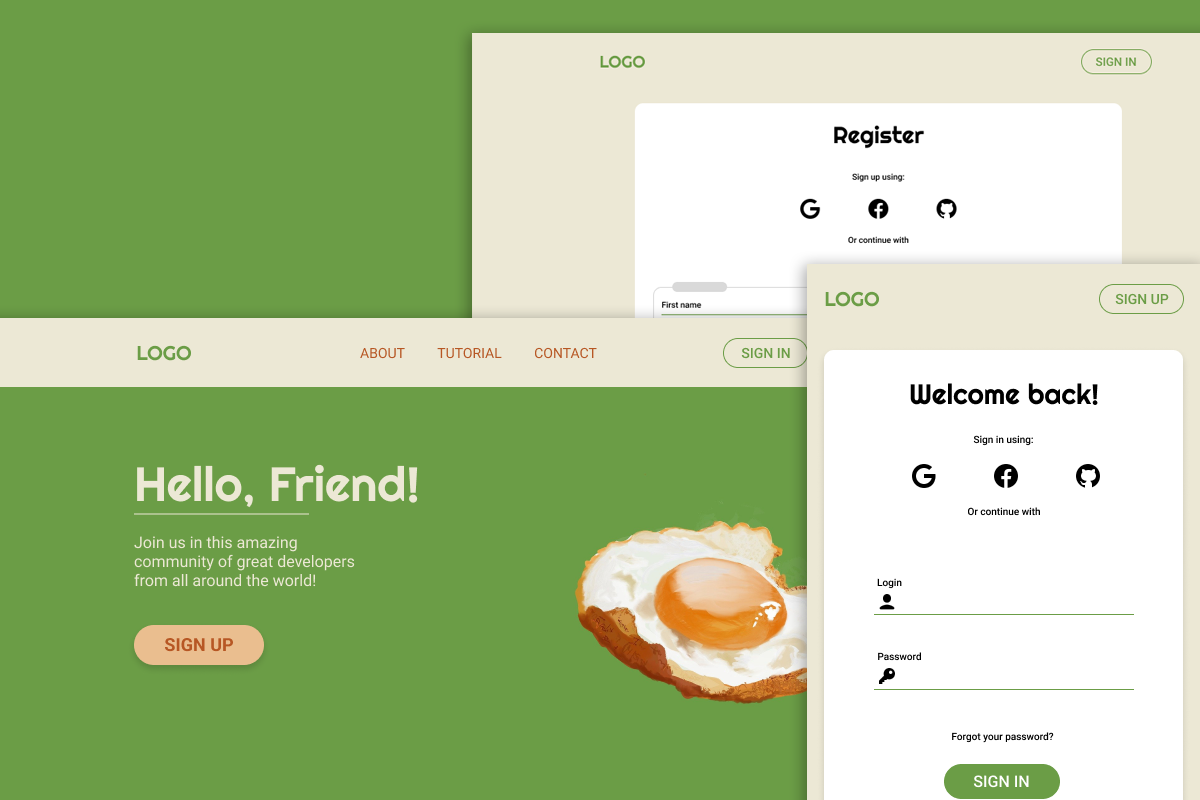 LOGO
SIGN IN
Register
Sign up using:
Or continue with
First name
LOGO
ABOUT
TUTORIAL
CONTACT
SIGN IN
Hello, Friend!
Join us in this amazing
community of great developers
from all around the world!
SIGN UP
LOGO
SIGN UP
Welcome back!
Sign in using:
Or continue with
Login
Password
Forgot your password?
SIGN IN